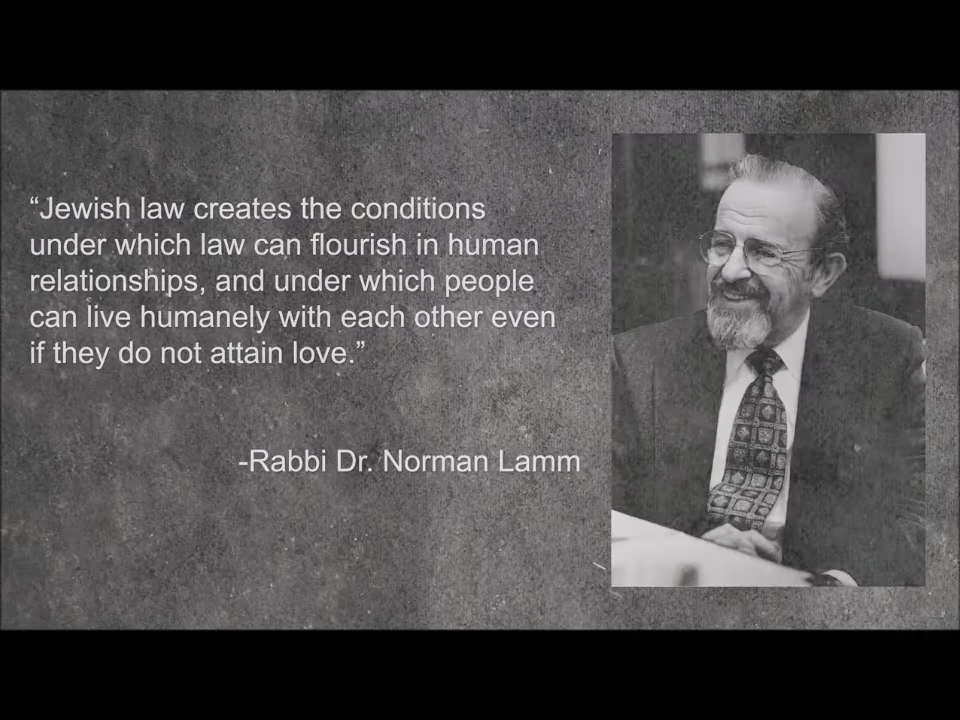 “Jewish law creates the conditions
under which law can flourish in human
relationships, and under which people
can live humanely with each other even
if they do not attain love.”
-Rabbi Dr. Norman Lamm